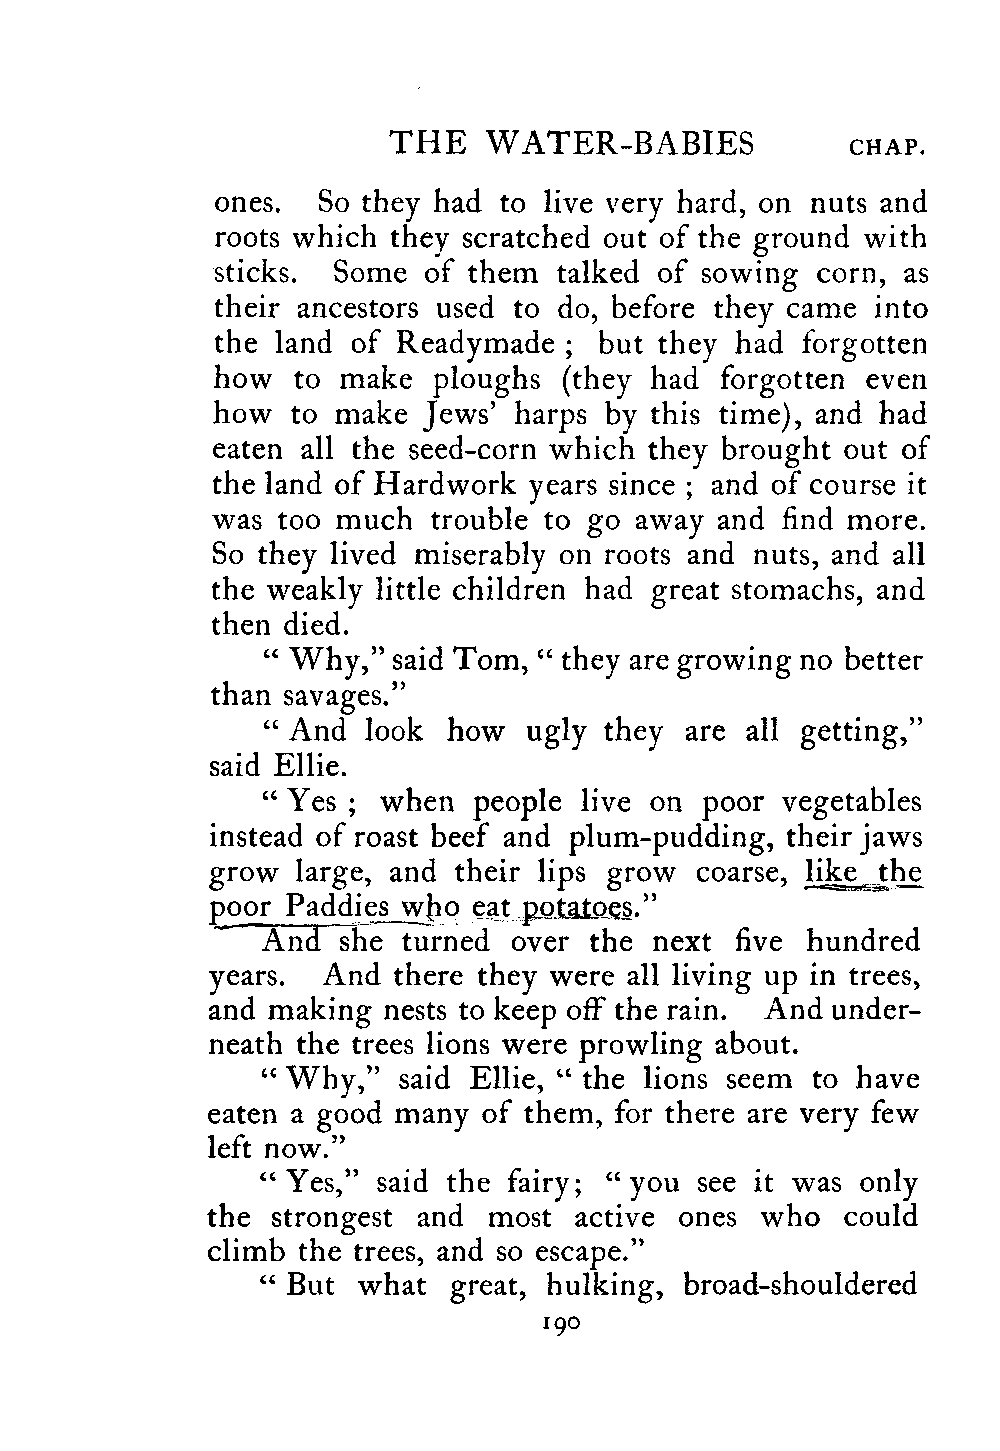 THE WATER-BABIES CHAP.
ones. So they had to live very hard, on nuts and
roots which they scratched out of the ground with
sticks. Some of them talked of sowing corn, as
their ancestors used to do, before they came into
the land of Readymade ; but they had forgotten
how to make ploughs (they had forgotten even
how to make Jews’ harps by this time), and had
eaten all the seed-corn which they brought out of
the land of Hardwork years since ; and of course it
was too much trouble to go away and find more.
So they lived miserably on roots and nuts, and all
the weakly little children had great stomachs, and
then died.
“ Why,” said Tom, “ they are growing no better
than savages.”
“ And look how ugly they are all getting,”
said Ellie.
“ Yes ; when people live on poor vegetables
instead of roast beef and plum-pudding, their jaws
grow large, and their lips grow coarse, like the
poor Paddies who eat potatoes.”
And she turned over the next five hundred
years. And there they were all living up in trees,
and making nests to keep off the rain. And under-
neath the trees lions were prowling about.
“ Why,” said Ellie, “ the lions seem to have
eaten a good many of them, for there are very few
left now.”
“ Yes,” said the fairy; “ you see it was only
the strongest and most active ones who could
climb the trees, and so escape.”
“ But what great, hulking, broad-shouldered
190